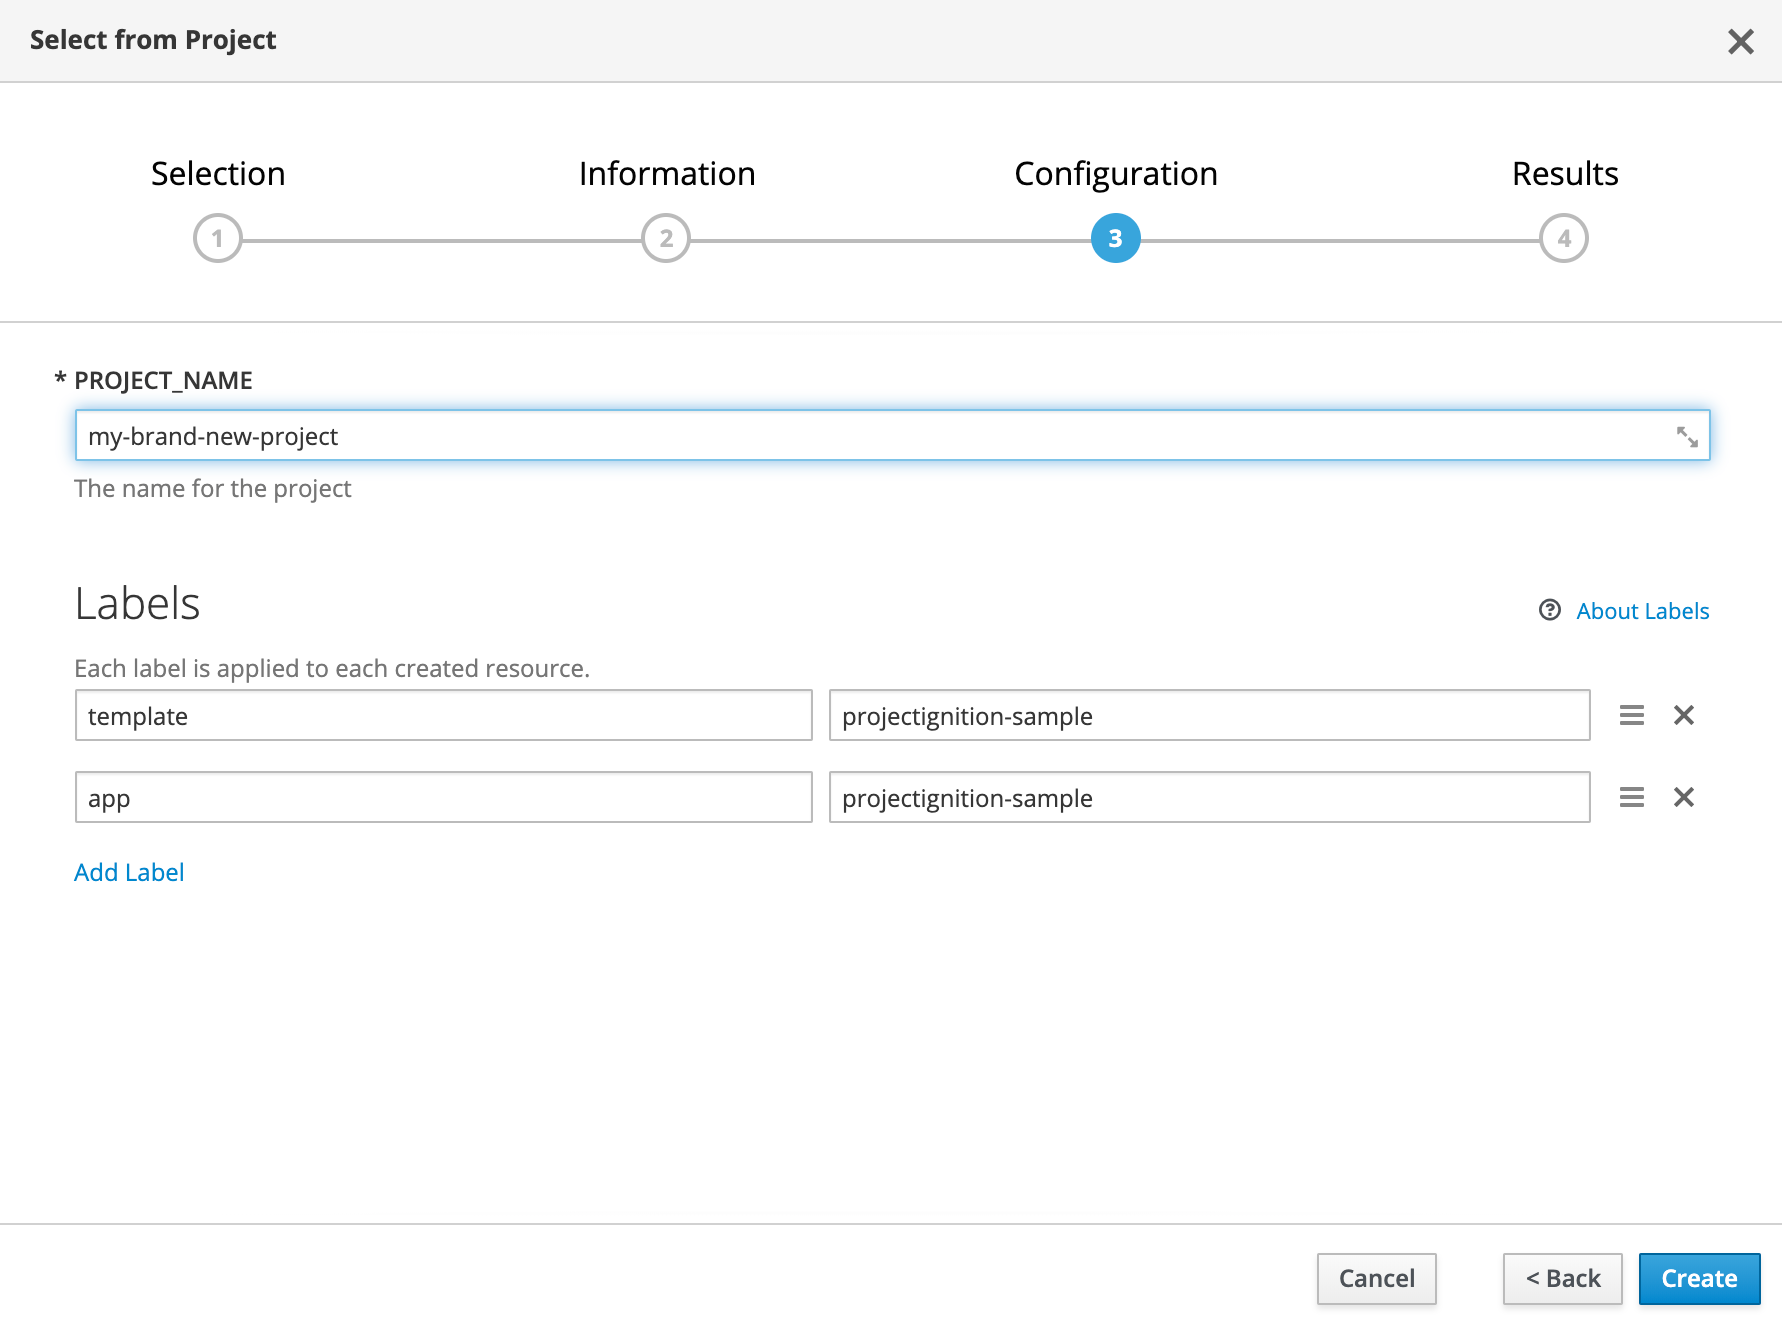 Select from Project
Selection Information Configuration Results
1 2 3 4
* PROJECT_NAME
my-brand-new-project
The name for the project
Labels
About Labels
Each label is applied to each created resource.
template projectignition-sample
app projectignition-sample
Add Label
Cancel < Back Create